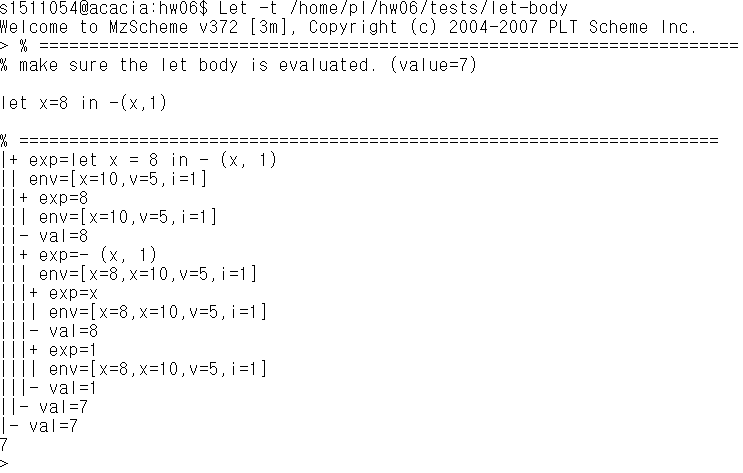 s1511054@acacia:hw06$ Let -t /home/pl/hw06/tests/let-body
Welcome to MzScheme v372 [3m], Copyright (c) 2004-2007 PLT Scheme Inc.
> % ======================================================================
% make sure the let body is evaluated. (value=7)

let x=8 in -(x,1)

% ======================================================================
|+ exp=let x = 8 in - (x, 1)
|| env=[x=10,v=5,i=1]
||+ exp=8
||| env=[x=10,v=5,i=1]
||- val=8
||+ exp=- (x, 1)
||| env=[x=8,x=10,v=5,i=1]
|||+ exp=x
|||| env=[x=8,x=10,v=5,i=1]
|||- val=8
|||+ exp=1
|||| env=[x=8,x=10,v=5,i=1]
|||- val=1
||- val=7
|- val=7
7
>